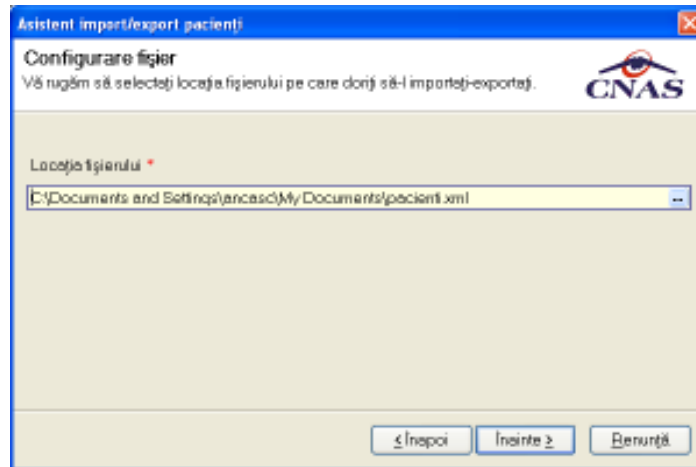 Asistent import/export pacienți
Configurare fișier
Vă rugăm să selectați locația fișierului pe care doriți să-l importați-exportați.
CNAS
Locația fișierului *
C:\Documents and Settings\ancasc\My Documents\pacienti.xml
...
< Înapoi
Înainte >
Renunță